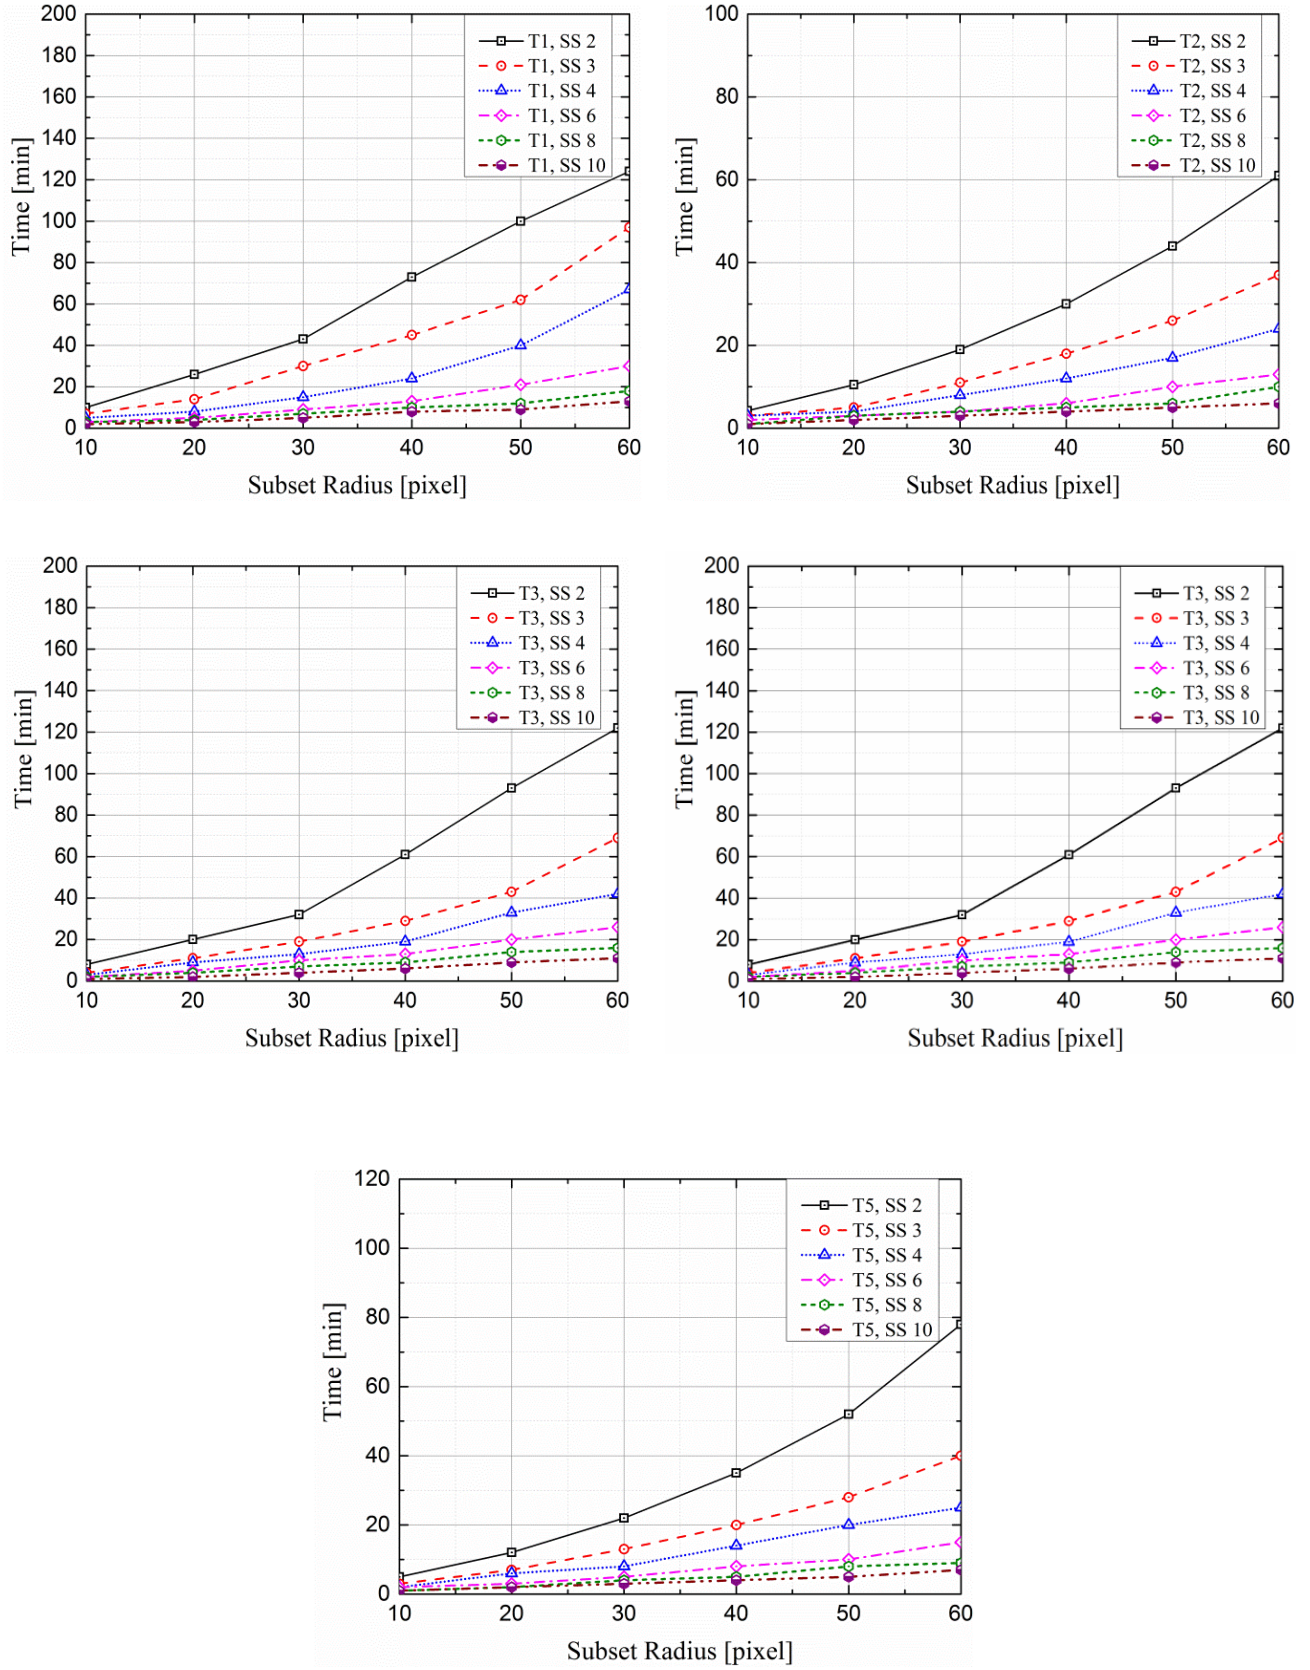 200
180
160
140
120
100
80
60
40
20
0
10 20 30 40 50 60
Time [min]
Subset Radius [pixel]
T1, SS 2
T1, SS 3
T1, SS 4
T1, SS 6
T1, SS 8
T1, SS 10
100
80
60
40
20
0
10 20 30 40 50 60
Time [min]
Subset Radius [pixel]
T2, SS 2
T2, SS 3
T2, SS 4
T2, SS 6
T2, SS 8
T2, SS 10
200
180
160
140
120
100
80
60
40
20
0
10 20 30 40 50 60
Time [min]
Subset Radius [pixel]
T3, SS 2
T3, SS 3
T3, SS 4
T3, SS 6
T3, SS 8
T3, SS 10
200
180
160
140
120
100
80
60
40
20
0
10 20 30 40 50 60
Time [min]
Subset Radius [pixel]
T3, SS 2
T3, SS 3
T3, SS 4
T3, SS 6
T3, SS 8
T3, SS 10
120
100
80
60
40
20
0
10 20 30 40 50 60
Time [min]
Subset Radius [pixel]
T5, SS 2
T5, SS 3
T5, SS 4
T5, SS 6
T5, SS 8
T5, SS 10